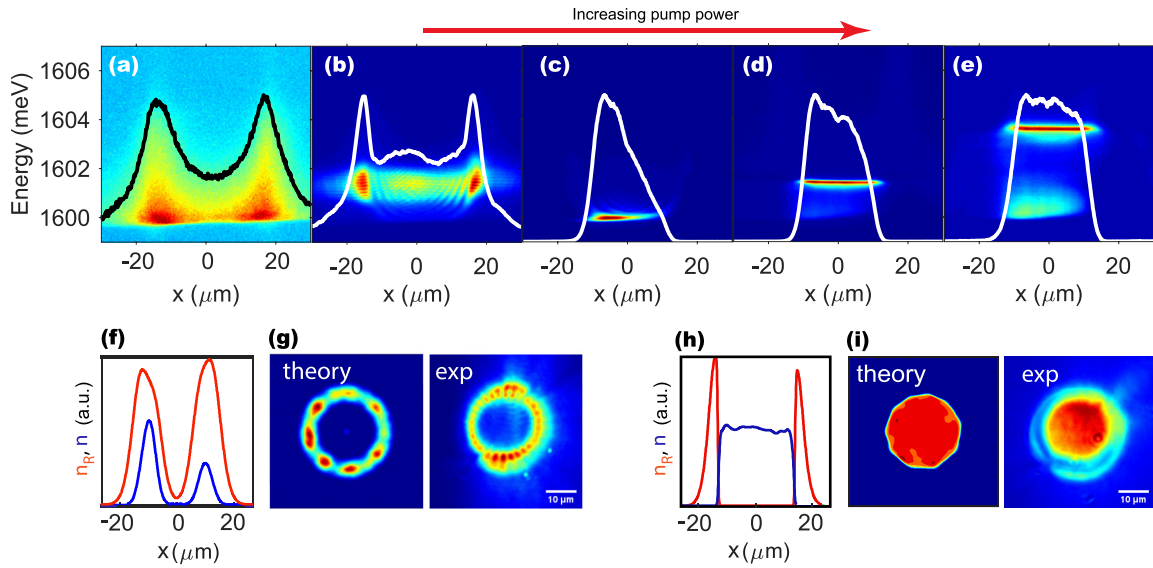 Increasing pump power
(a) (b) (c) (d) (e)
Energy (meV)
1606
1604
1602
1600
-20 0 20 -20 0 20 -20 0 20 -20 0 20 -20 0 20
x (μm) x (μm) x (μm) x (μm) x (μm)
(f) (g) (h) (i)
theory exp theory exp
n_R, n (a.u.) n_R, n (a.u.)
10 μm 10 μm
-20 0 20 -20 0 20
x (μm) x (μm)